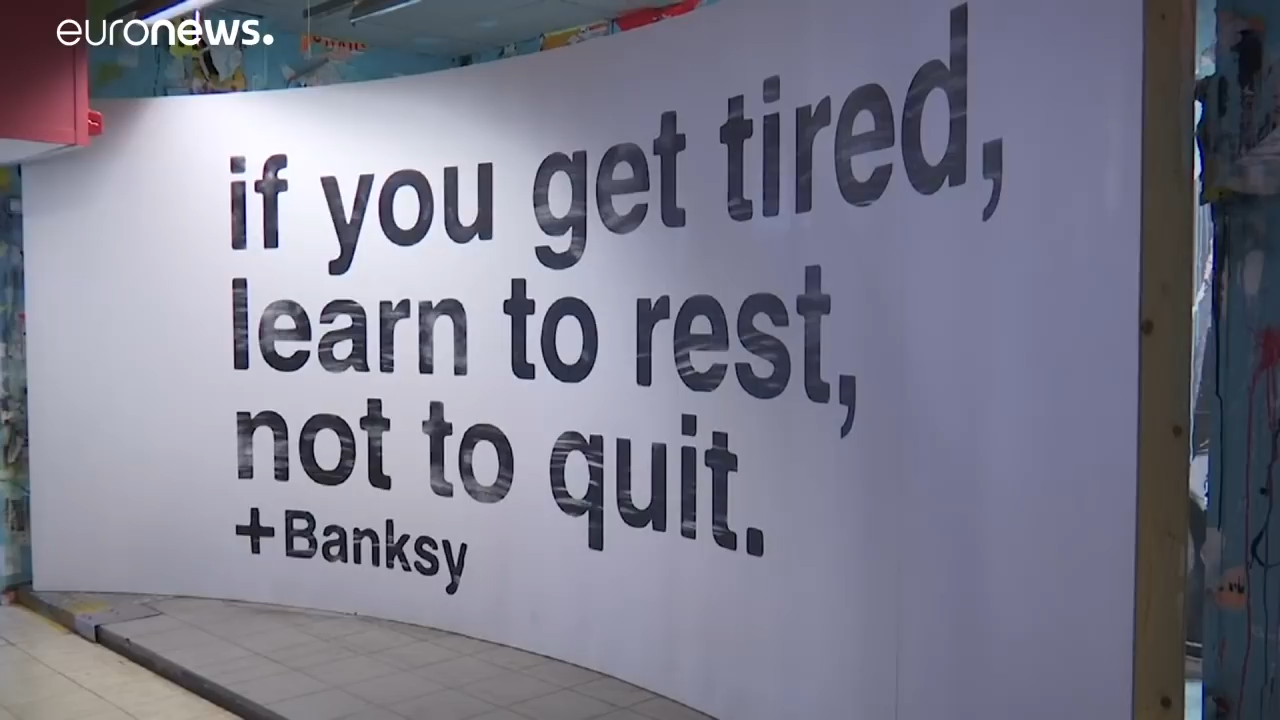 euronews.
if you get tired,
learn to rest,
not to quit.
+Banksy